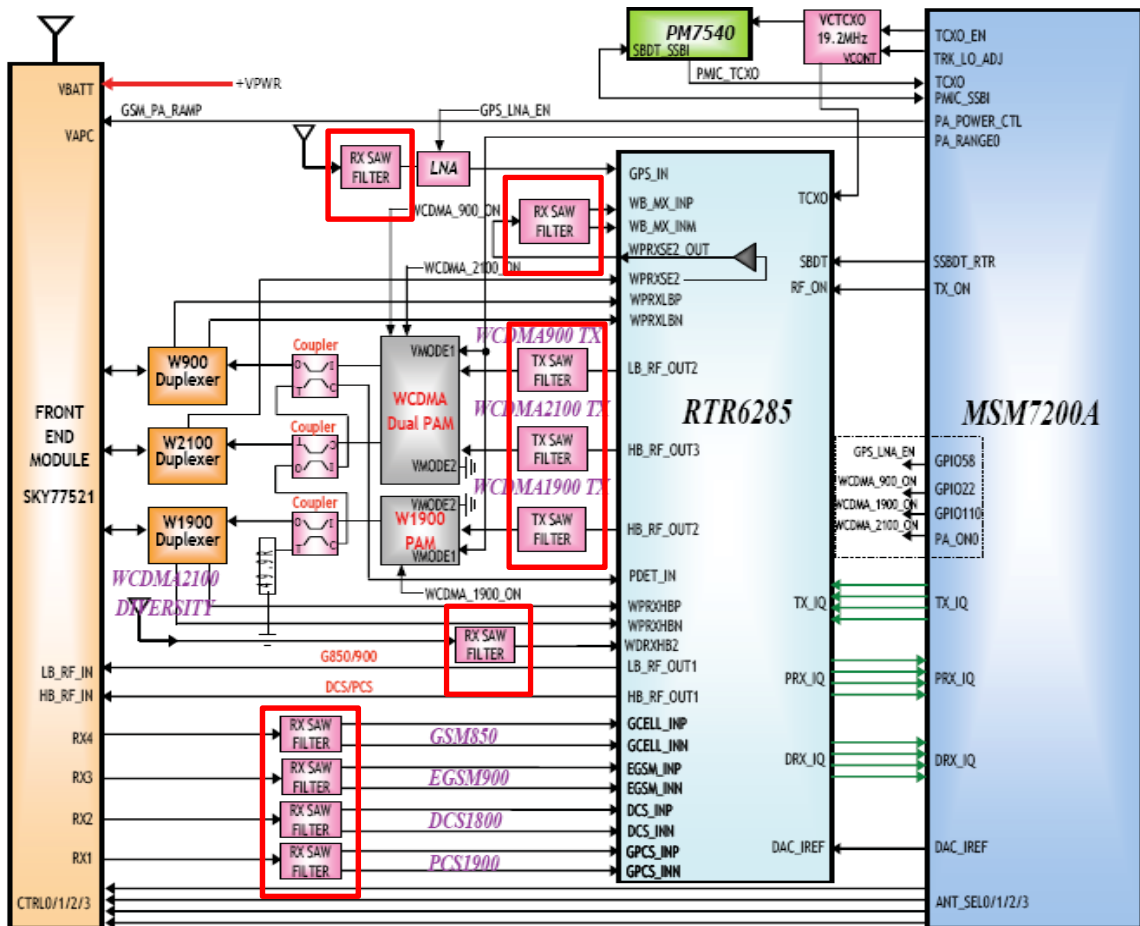 PM7540
SBDT_SSBI
VCTCXO
19.2MHz
VCONT
TCXO_EN
TRK_LO_ADJ
TCXO
PMIC_SSBI
PMIC_TCXO
VBATT
+VPWR
GSM_PA_RAMP
GPS_LNA_EN
PA_POWER_CTL
VAPC
PA_RANGE0
RX SAW
FILTER
LNA
GPS_IN
TCXO
WCDMA_900_ON
RX SAW
FILTER
WB_MX_INP
WB_MX_INM
WPRXSE2_OUT
WCDMA_2100_ON
WPRXSE2
SBDT
SSBDT_RTR
RF_ON
TX_ON
WPRXLBP
WPRXLBN
WCDMA900 TX
Coupler
VMODE1
W900
Duplexer
O
I
T
C
TX SAW
FILTER
LB_RF_OUT2
WCDMA
Dual PAM
WCDMA2100 TX
RTR6285
MSM7200A
FRONT
END
MODULE
SKY77521
Coupler
W2100
Duplexer
T
C
O
I
TX SAW
FILTER
HB_RF_OUT3
VMODE2
WCDMA1900 TX
GPS_LNA_EN
GPIO58
WCDMA_900_ON
GPIO22
WCDMA_1900_ON
GPIO110
WCDMA_2100_ON
PA_ON0
Coupler
VMODE2
W1900
Duplexer
O
I
T
C
W1900
PAM
VMODE1
TX SAW
FILTER
HB_RF_OUT2
49.9R
PDET_IN
WCDMA2100
DIVERSITY
WCDMA_1900_ON
WPRXHBP
WPRXHBN
TX_IQ
TX_IQ
RX SAW
FILTER
WDRXHB2
G850/900
LB_RF_IN
LB_RF_OUT1
DCS/PCS
HB_RF_IN
HB_RF_OUT1
PRX_IQ
PRX_IQ
RX4
RX SAW
FILTER
GSM850
GCELL_INP
GCELL_INN
RX3
RX SAW
FILTER
EGSM900
EGSM_INP
EGSM_INN
DRX_IQ
DRX_IQ
RX2
RX SAW
FILTER
DCS1800
DCS_INP
DCS_INN
RX1
RX SAW
FILTER
PCS1900
GPCS_INP
GPCS_INN
DAC_IREF
DAC_IREF
CTRL0/1/2/3
ANT_SEL0/1/2/3